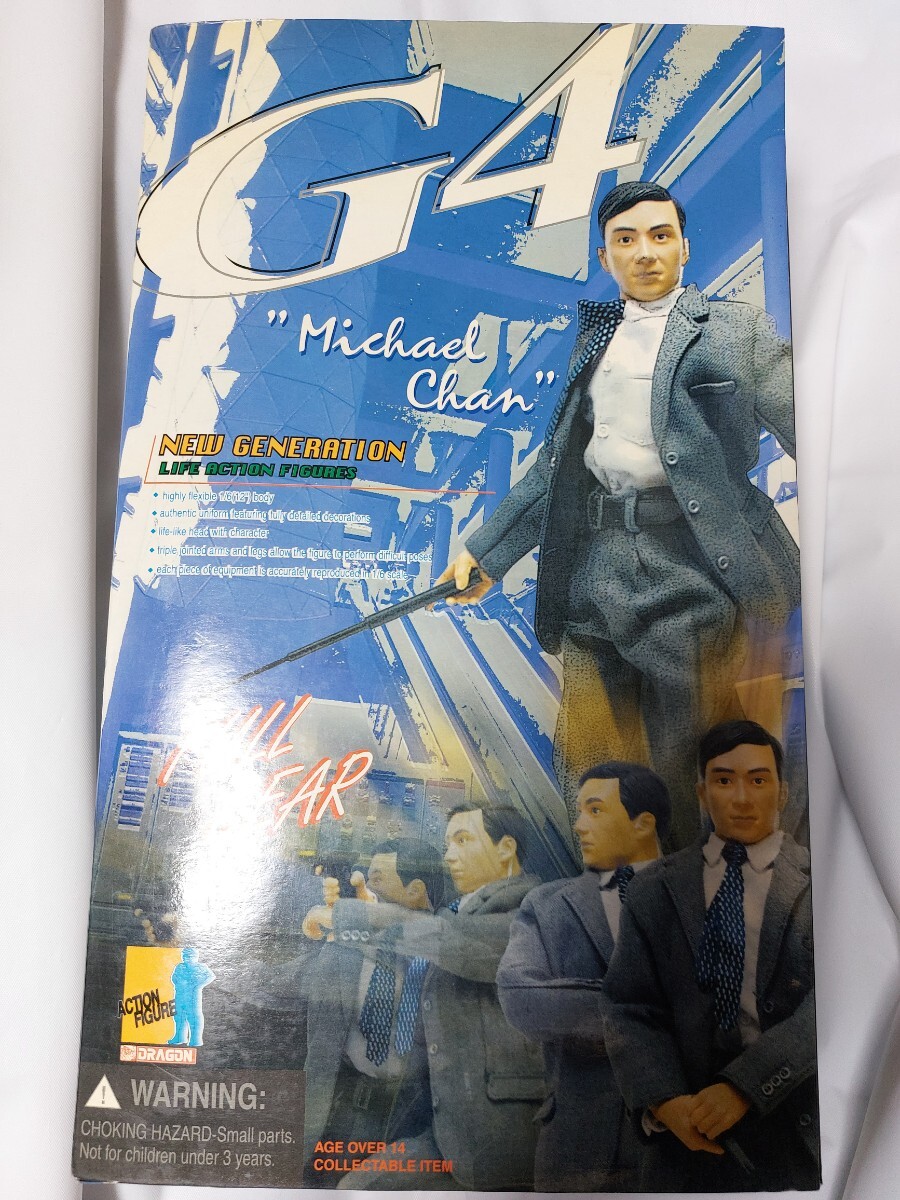 G4
"Michael
Chan"
NEW GENERATION
LIFE ACTION FIGURES
highly flexible 1/6(12") body
authentic uniform featuring fully detailed decorations
life-like head with character
triple jointed arms and legs allow the figure to perform difficult poses
each piece of equipment is accurately reproduced in 1/6 scale
ACTION
FIGURE
DRAGON
WARNING:
CHOKING HAZARD-Small parts.
Not for children under 3 years.
AGE OVER 14
COLLECTABLE ITEM